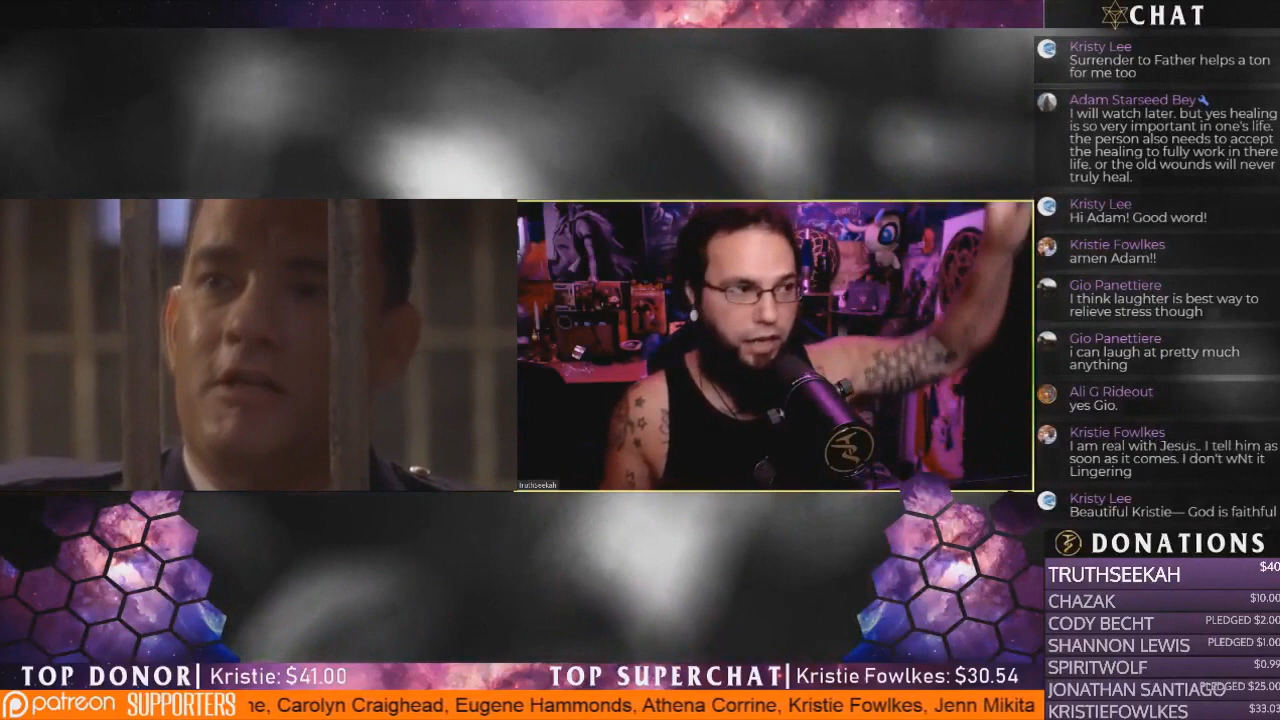 CHAT
Kristy Lee
Surrender to Father helps a ton
for me too
Adam Starseed Bey
I will watch later. but yes healing
is so very important in one's life.
the person also needs to accept
the healing to fully work in there
life. or the old wounds will never
truly heal.
Kristy Lee
Hi Adam! Good word!
Kristie Fowlkes
amen Adam!!
Gio Panettiere
I think laughter is best way to
relieve stress though
Gio Panettiere
i can laugh at pretty much
anything
Ali G Rideout
yes Gio.
Kristie Fowlkes
I am real with Jesus.. I tell him as
soon as it comes. I don't wNt it
Lingering
Kristy Lee
Beautiful Kristie— God is faithful
Truthseekah
DONATIONS
TRUTHSEEKAH $40
CHAZAK $10.00
CODY BECHT PLEDGED $2.00
SHANNON LEWIS PLEDGED $1.00
SPIRITWOLF $0.99
JONATHAN SANTIAGO PLEDGED $25.00
KRISTIEFOWLKES $33.03
TOP DONOR| Kristie: $41.00
TOP SUPERCHAT| Kristie Fowlkes: $30.54
patreon SUPPORTERS ne, Carolyn Craighead, Eugene Hammonds, Athena Corrine, Kristie Fowlkes, Jenn Mikita